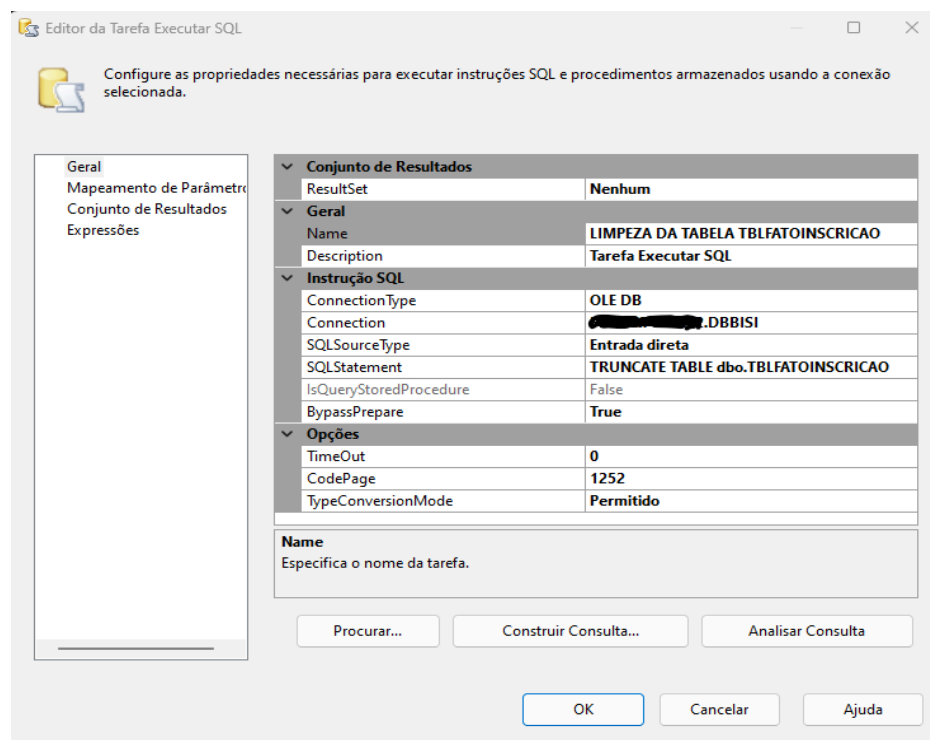 Editor da Tarefa Executar SQL
Configure as propriedades necessárias para executar instruções SQL e procedimentos armazenados usando a conexão
selecionada.
Geral
Mapeamento de Parâmetro
Conjunto de Resultados
Expressões
Conjunto de Resultados
ResultSet Nenhum
Geral
Name LIMPEZA DA TABELA TBLFATOINSCRICAO
Description Tarefa Executar SQL
Instrução SQL
ConnectionType OLE DB
Connection .DBBISI
SQLSourceType Entrada direta
SQLStatement TRUNCATE TABLE dbo.TBLFATOINSCRICAO
IsQueryStoredProcedure False
BypassPrepare True
Opções
TimeOut 0
CodePage 1252
TypeConversionMode Permitido
Name
Especifica o nome da tarefa.
Procurar... Construir Consulta... Analisar Consulta
OK Cancelar Ajuda